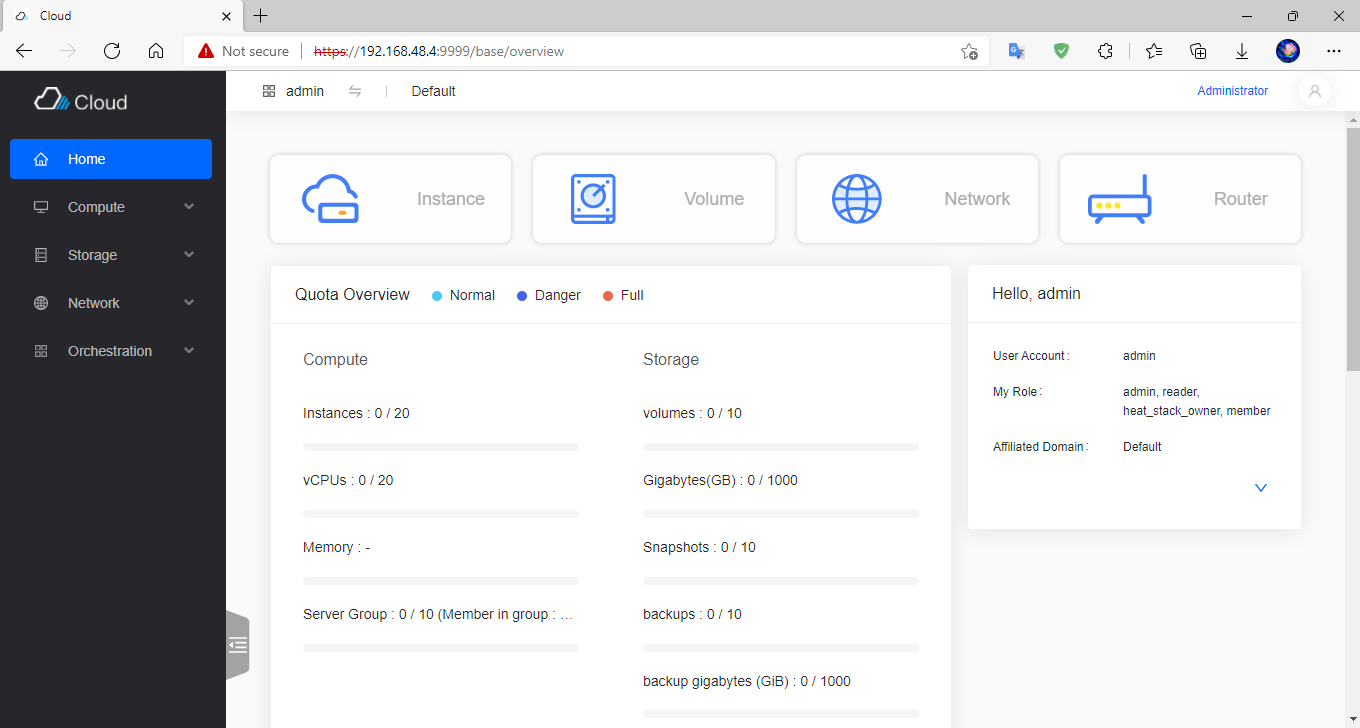 Cloud
Not secure
https://192.168.48.4:9999/base/overview
Cloud
admin
Default
Administrator
Home
Compute
Storage
Network
Orchestration
Instance
Volume
Network
Router
Quota Overview
Normal
Danger
Full
Compute
Instances : 0 / 20
vCPUs : 0 / 20
Memory : -
Server Group : 0 / 10 (Member in group : …
Storage
volumes : 0 / 10
Gigabytes(GB) : 0 / 1000
Snapshots : 0 / 10
backups : 0 / 10
backup gigabytes (GiB) : 0 / 1000
Hello, admin
User Account: admin
My Role: admin, reader,
heat_stack_owner, member
Affiliated Domain: Default